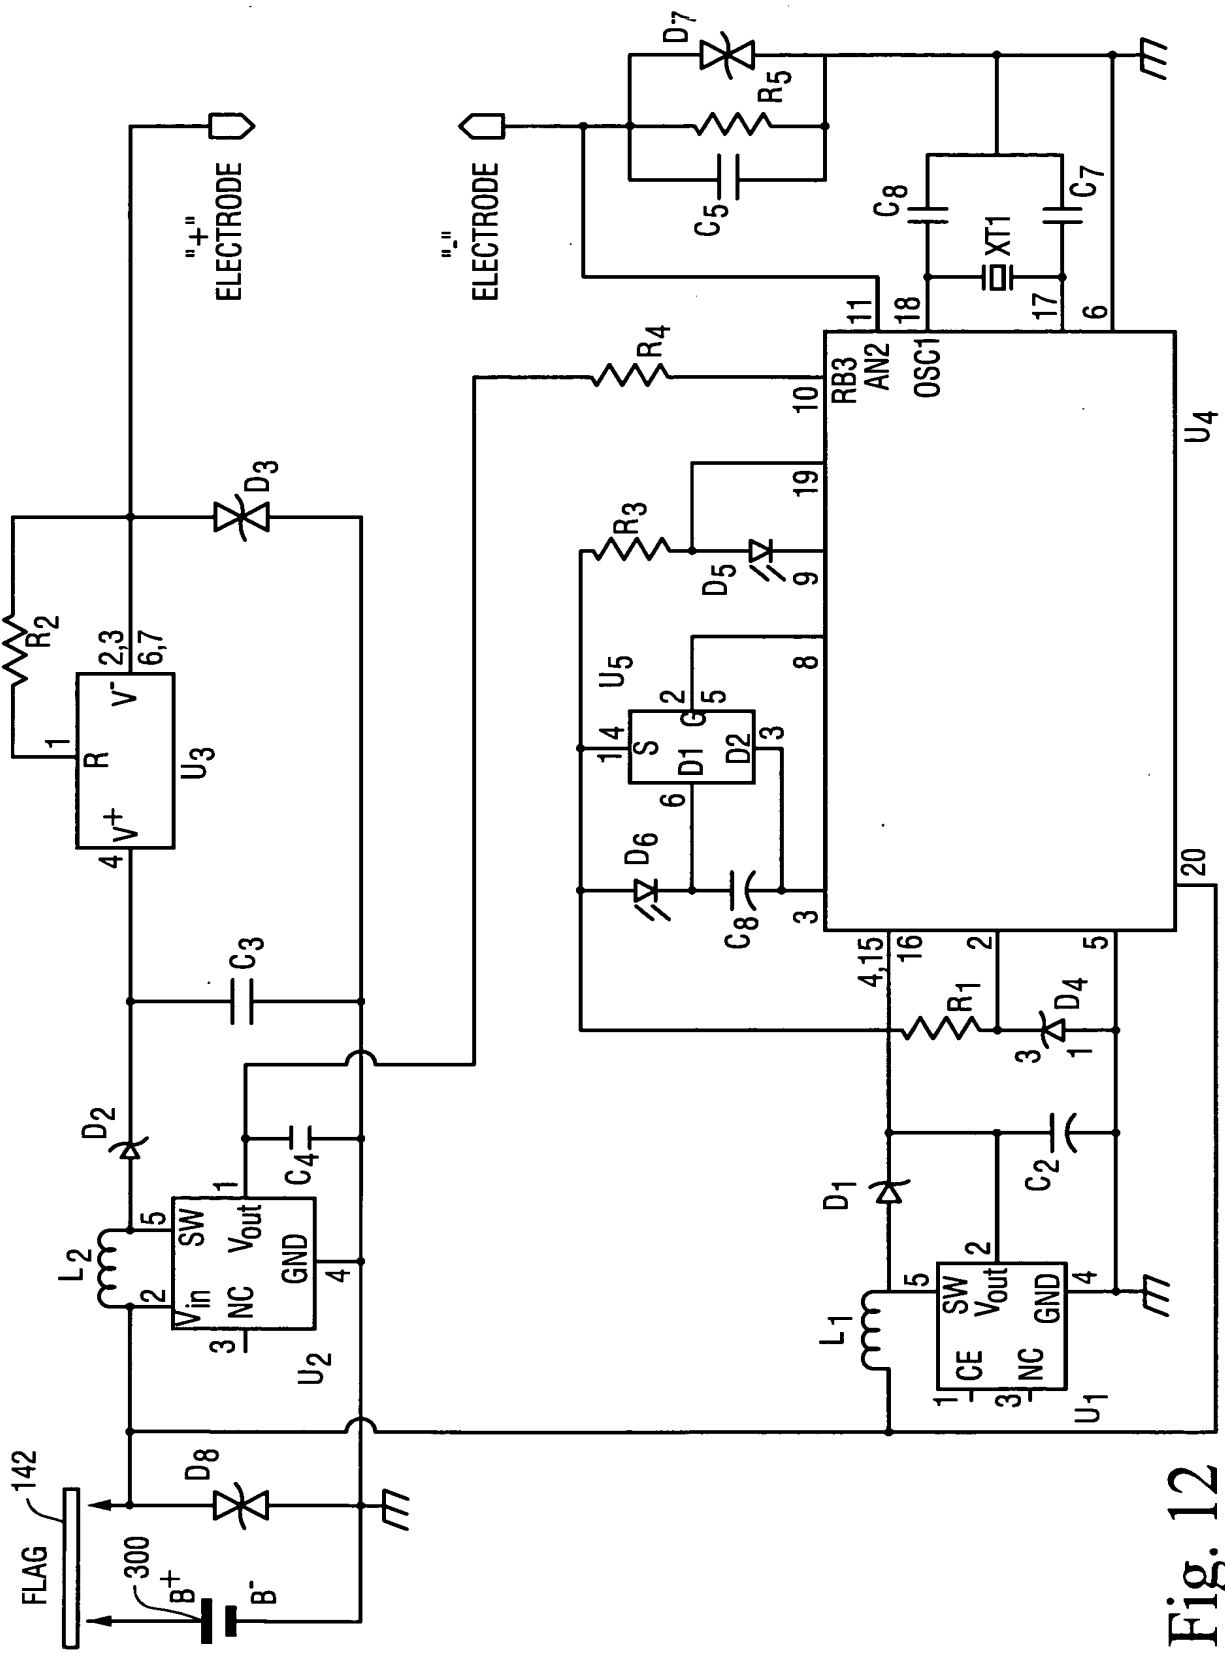 FLAG
142
300
B+
B-
D8
L2
2
5
Vin
SW
NC
Vout
GND
3
1
4
U2
D2
C4
C3
4
V+
R
V-
1
2,3
6,7
U3
R2
D3
"+"
ELECTRODE
"-"
ELECTRODE
D7
R5
C5
L1
D1
5
SW
CE
Vout
NC
GND
1
3
2
4
U1
C2
R1
D4
3
1
4,15
16
2
5
20
D6
C8
3
U5
1
4
S
D1
G
D2
6
2
5
3
8
R3
D5
9
19
R4
10
RB3
11
AN2
18
OSC1
17
6
C8
XT1
C7
U4
Fig. 12